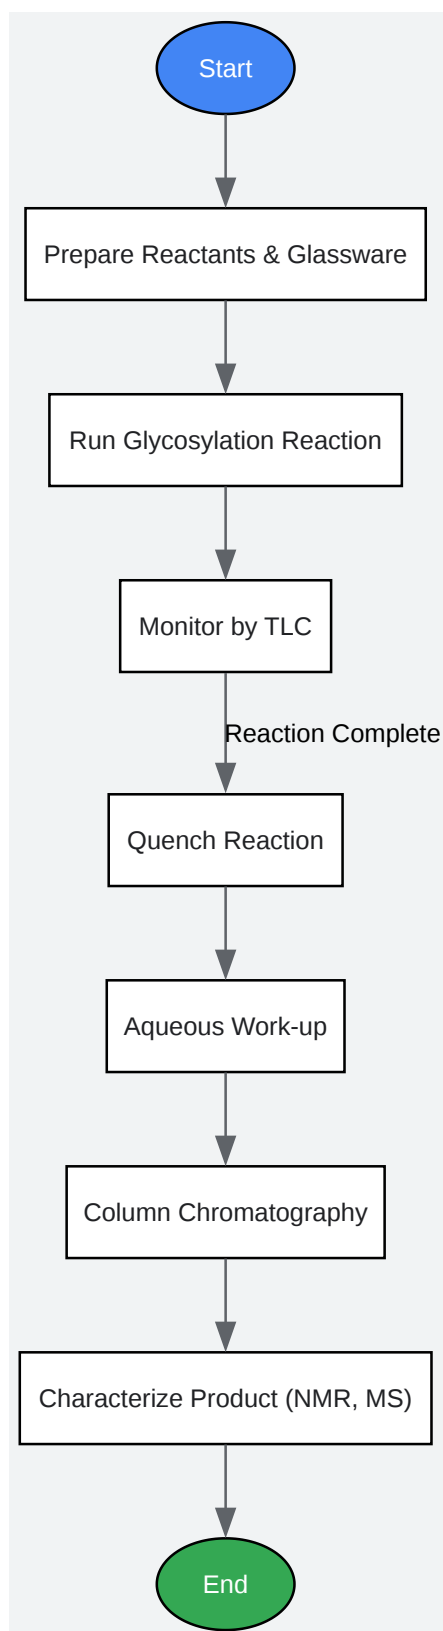 Start
Prepare Reactants & Glassware
Run Glycosylation Reaction
Monitor by TLC
Reaction Complete
Quench Reaction
Aqueous Work-up
Column Chromatography
Characterize Product (NMR, MS)
End